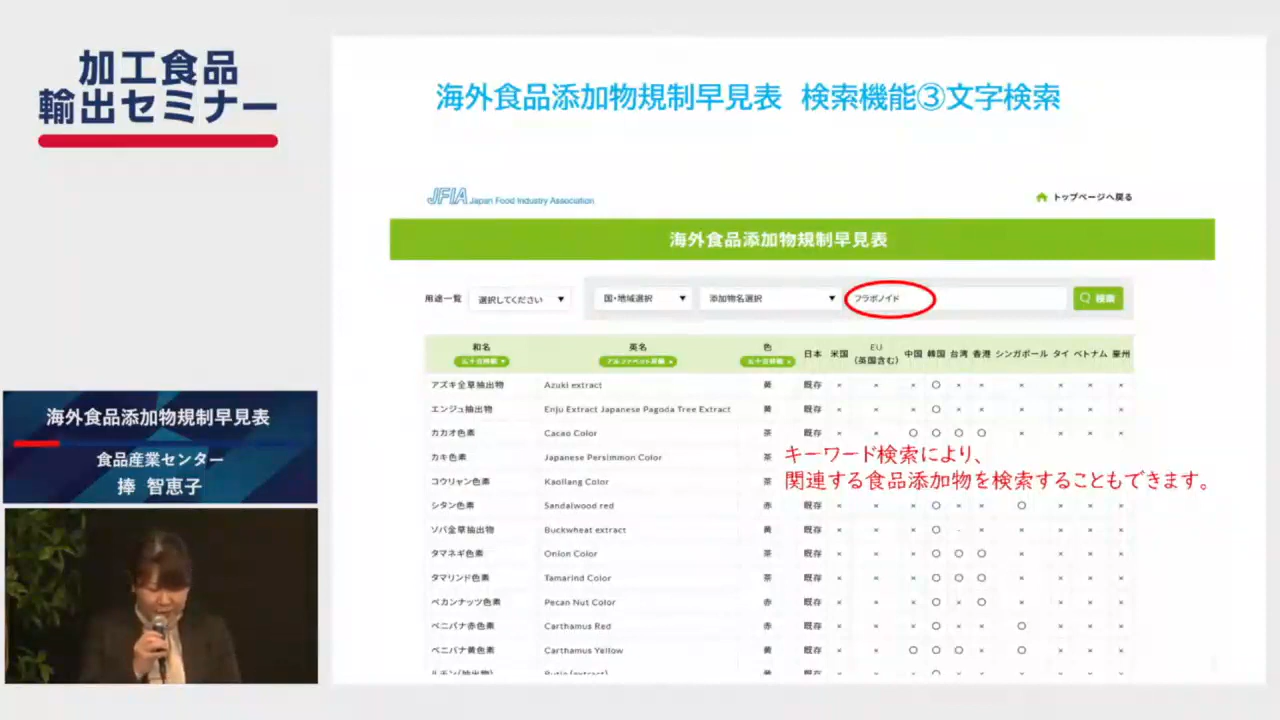 加工食品
輸出セミナー
海外食品添加物規制早見表 検索機能③文字検索
JFIA Japan Food Industry Association
トップページへ戻る
海外食品添加物規制早見表
用途一覧 選択してください ▼ 国・地域選択 ▼ 添加物名選択 ▼ フラボノイド 検索
和名 英名 色 日本 米国 EU (英国含む) 中国 韓国 台湾 香港 シンガポール タイ ベトナム 豪州
五十音順 ▼ アルファベット順 ▲ 五十音順 ▲
アズキ全草抽出物 Azuki extract 黄 既存 × × × ○ × × × × × ×
エンジュ抽出物 Enju Extract Japanese Pagoda Tree Extract 黄 既存 × × × ○ × × × × × ×
カカオ色素 Cacao Color 茶 既存 × × ○ ○ ○ ○ × × × ×
カキ色素 Japanese Persimmon Color 茶
キーワード検索により、
関連する食品添加物を検索することもできます。
コウリャン色素 Kaoliang Color 茶
シタン色素 Sandalwood red 赤 既存 × × × ○ × × ○ × × ×
ソバ全草抽出物 Buckwheat extract 黄 既存 × × × ○ - × × × × ×
タマネギ色素 Onion Color 茶 既存 × × × ○ ○ ○ × × × ×
タマリンド色素 Tamarind Color 茶 既存 × × × ○ ○ ○ × × × ×
ペカンナッツ色素 Pecan Nut Color 赤 既存 × × × ○ × ○ × × × ×
ベニバナ赤色素 Carthamus Red 赤 既存 × × × ○ × × ○ × × ×
ベニバナ黄色素 Carthamus Yellow 黄 既存 × × ○ ○ ○ × ○ × × ×
海外食品添加物規制早見表
食品産業センター
捧 智恵子